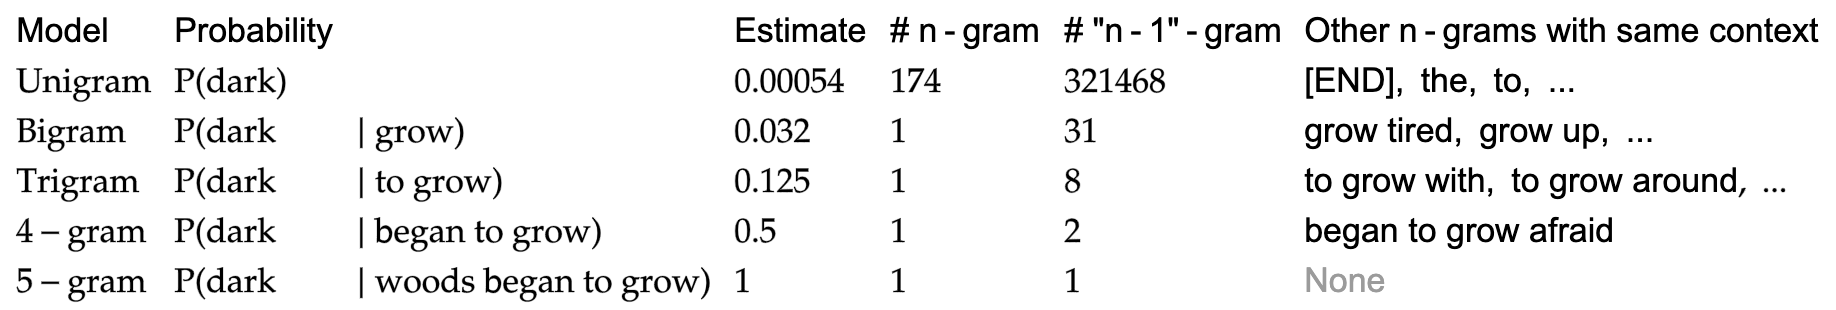 Model Probability Estimate # n - gram # "n - 1" - gram Other n - grams with same context
Unigram P(dark) 0.00054 174 321468 [END], the, to, ...
Bigram P(dark | grow) 0.032 1 31 grow tired, grow up, ...
Trigram P(dark | to grow) 0.125 1 8 to grow with, to grow around, ...
4 – gram P(dark | began to grow) 0.5 1 2 began to grow afraid
5 – gram P(dark | woods began to grow) 1 1 1 None